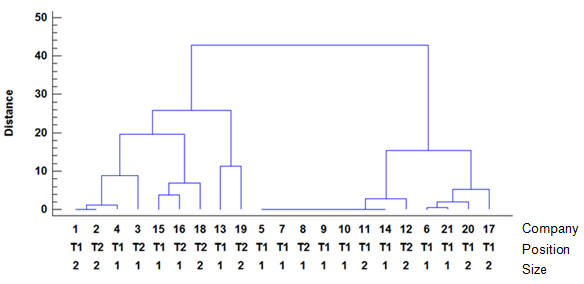 50
40
30
20
10
0
Distance
1 2 4 3 15 16 18 13 19 5 7 8 9 10 11 14 12 6 21 20 17 Company
T1 T2 T1 T2 T1 T2 T2 T1 T2 T1 T1 T2 T1 T1 T1 T1 T2 T1 T1 T1 T1 Position
2 2 1 1 1 1 2 1 2 1 1 1 1 1 2 1 2 1 1 2 2 Size